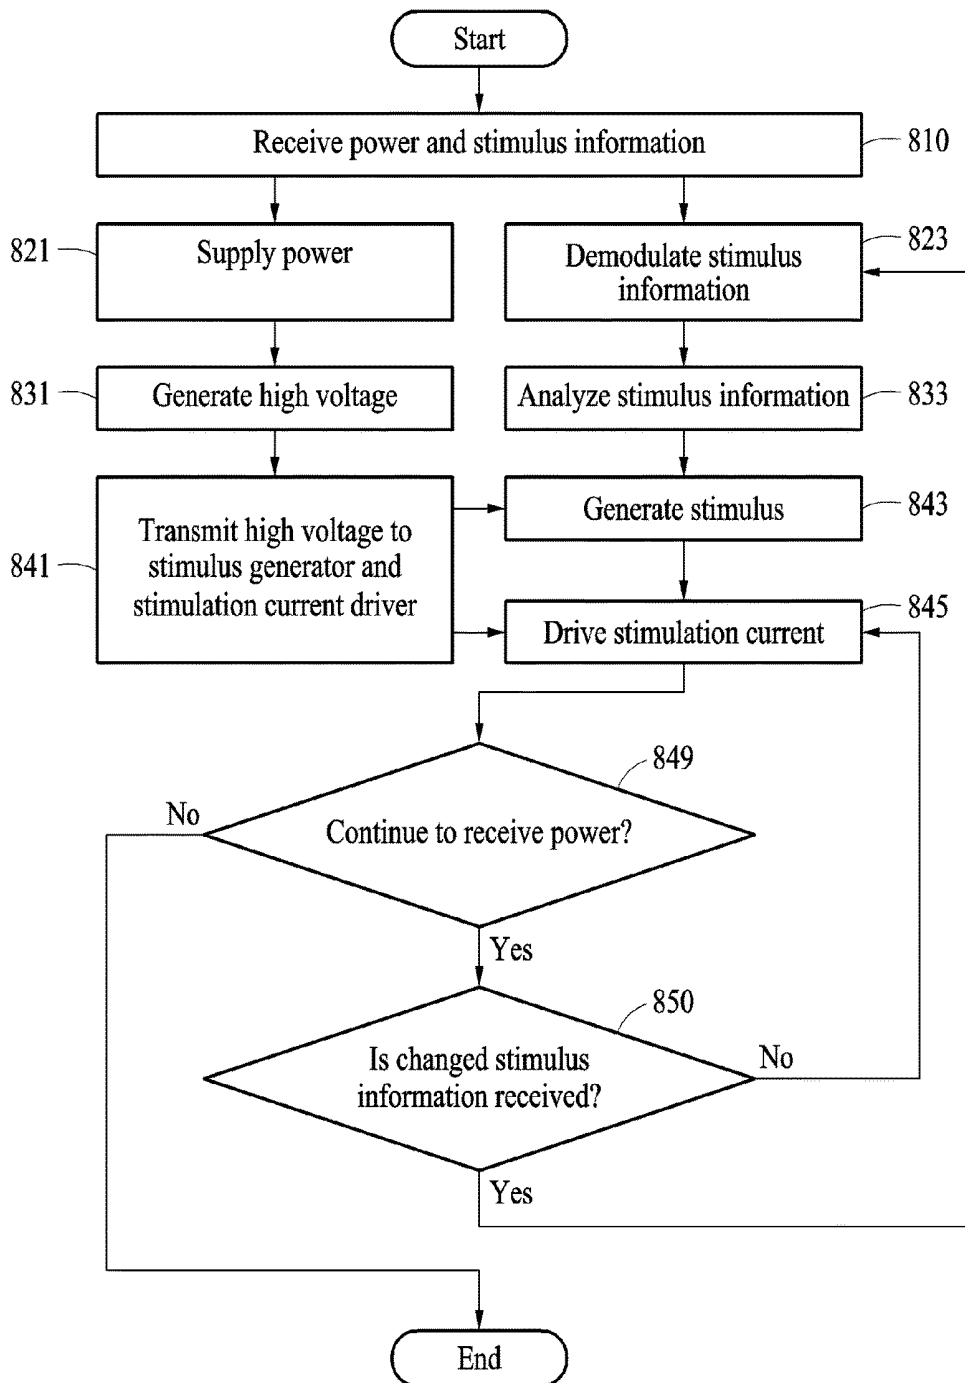 Start
Receive power and stimulus information
810
821
Supply power
Demodulate stimulus
information
823
831
Generate high voltage
Analyze stimulus information
833
841
Transmit high voltage to
stimulus generator and
stimulation current driver
Generate stimulus
843
Drive stimulation current
845
Continue to receive power?
849
No
Yes
Is changed stimulus
information received?
850
No
Yes
End